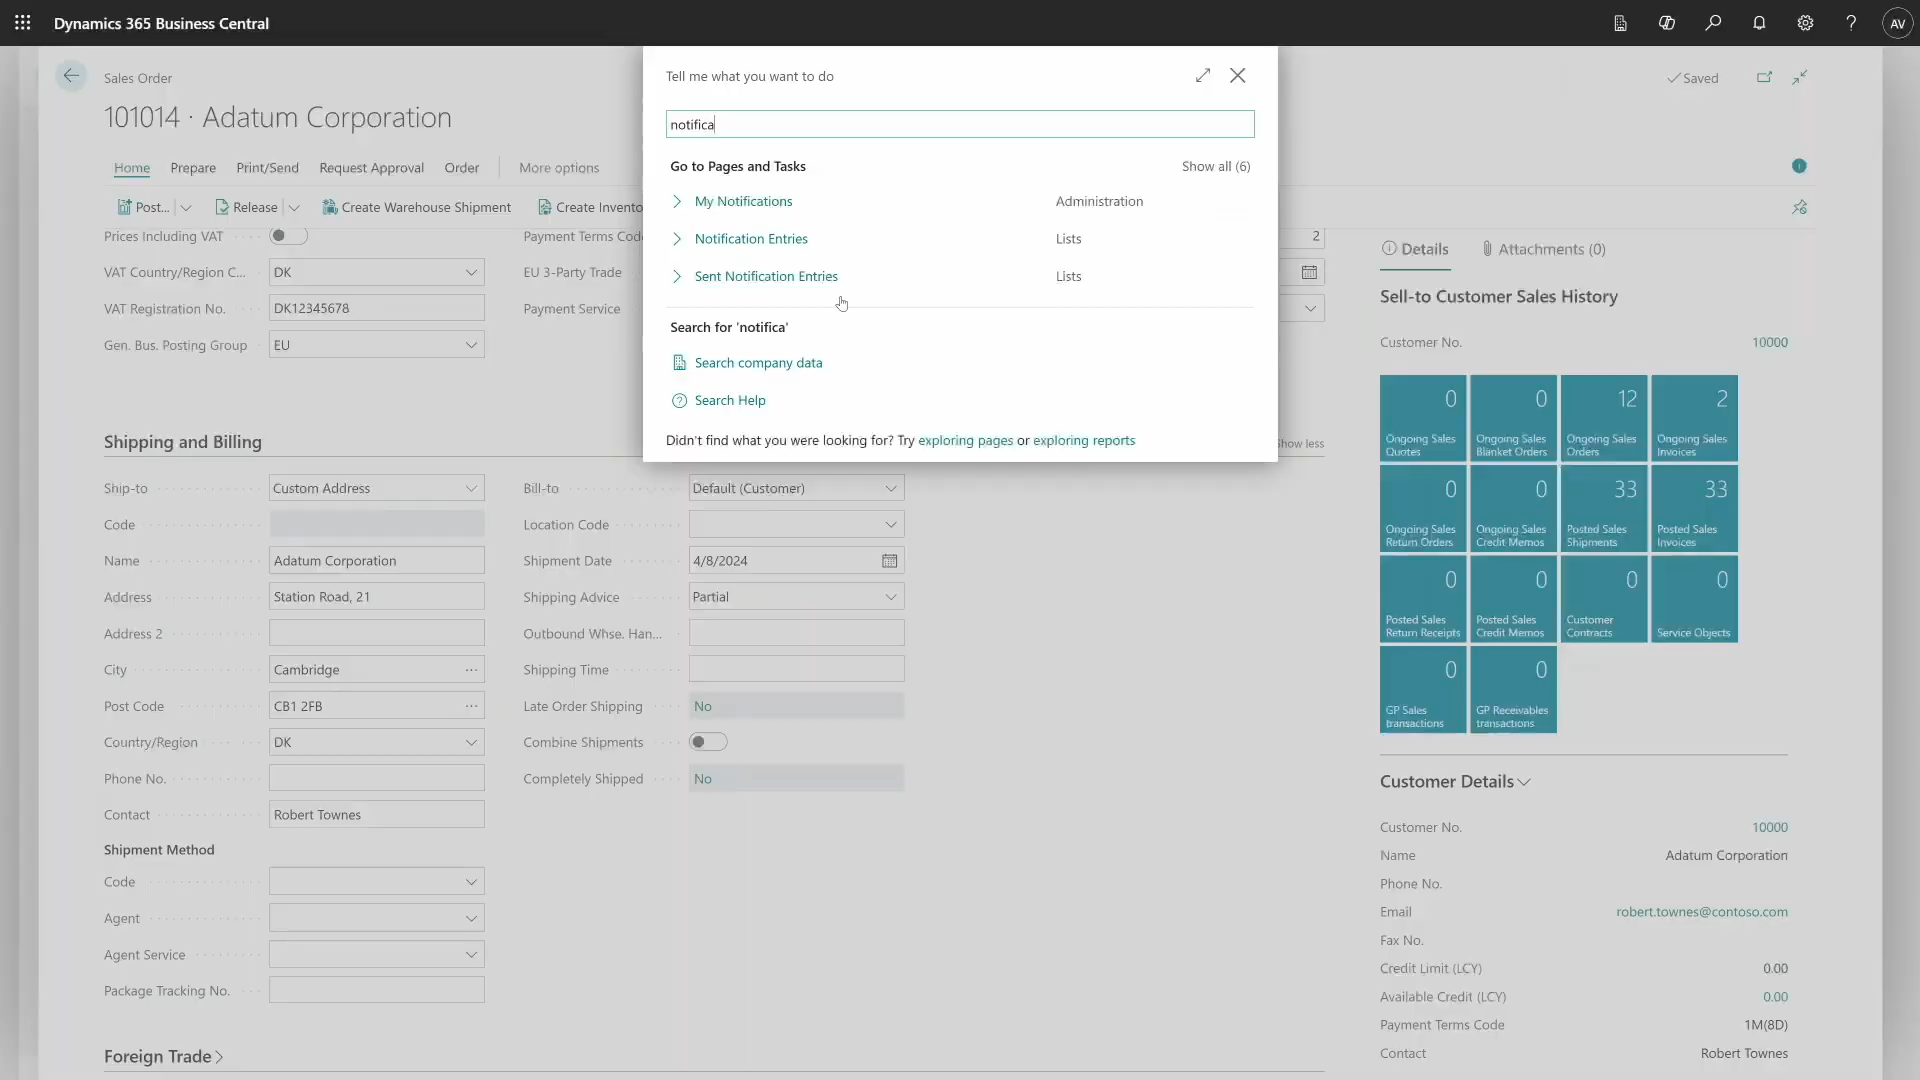 Dynamics 365 Business Central
AV
Sales Order
Saved
101014 · Adatum Corporation
Home Prepare Print/Send Request Approval Order More options
Post... Release Create Warehouse Shipment Create Invento
Tell me what you want to do
notifica
Go to Pages and Tasks Show all (6)
My Notifications Administration
Notification Entries Lists
Sent Notification Entries Lists
Search for 'notifica'
Search company data
Search Help
Didn't find what you were looking for? Try exploring pages or exploring reports
Prices Including VAT
VAT Country/Region C... DK
VAT Registration No. DK12345678
Gen. Bus. Posting Group EU
Payment Terms Cod
2
EU 3-Party Trade
Payment Service
Shipping and Billing
Show less
Ship-to Custom Address
Code
Name Adatum Corporation
Address Station Road, 21
Address 2
City Cambridge ...
Post Code CB1 2FB ...
Country/Region DK
Phone No.
Contact Robert Townes
Shipment Method
Code
Agent
Agent Service
Package Tracking No.
Bill-to Default (Customer)
Location Code
Shipment Date 4/8/2024
Shipping Advice Partial
Outbound Whse. Han...
Shipping Time
Late Order Shipping No
Combine Shipments
Completely Shipped No
Foreign Trade
Details Attachments (0)
Sell-to Customer Sales History
Customer No. 10000
0 0 12 2
Ongoing Sales Quotes
Ongoing Sales Blanket Orders
Ongoing Sales Orders
Ongoing Sales Invoices
0 0 33 33
Ongoing Sales Return Orders
Ongoing Sales Credit Memos
Posted Sales Shipments
Posted Sales Invoices
0 0 0 0
Posted Sales Return Receipts
Posted Sales Credit Memos
Customer Contracts
Service Objects
0 0
GP Sales transactions
GP Receivables transactions
Customer Details
Customer No. 10000
Name Adatum Corporation
Phone No.
Email robert.townes@contoso.com
Fax No.
Credit Limit (LCY) 0.00
Available Credit (LCY) 0.00
Payment Terms Code 1M(8D)
Contact Robert Townes